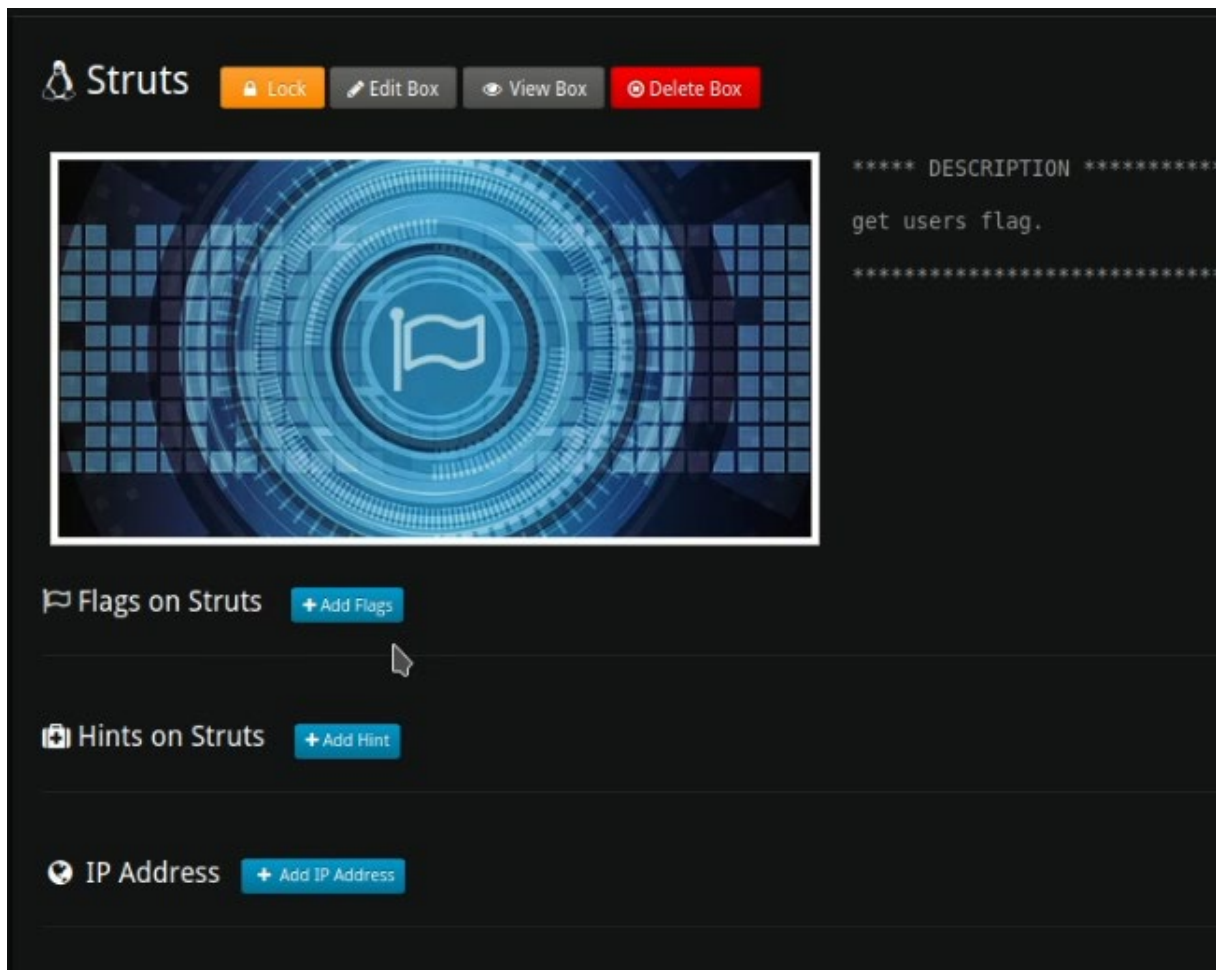 Struts Lock Edit Box View Box Delete Box
***** DESCRIPTION ***********
get users flag.
*****************************
Flags on Struts + Add Flags
Hints on Struts + Add Hint
IP Address + Add IP Address